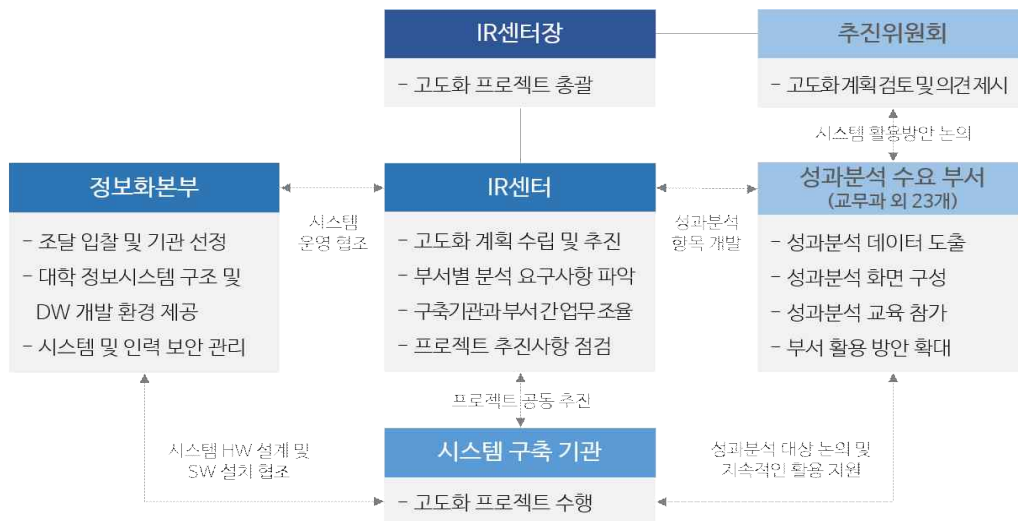 IR센터장
- 고도화 프로젝트 총괄
추진위원회
- 고도화 계획 검토 및 의견 제시
시스템 활용방안 논의
정보화본부
- 조달 입찰 및 기관 선정
- 대학 정보시스템 구조 및
DW 개발 환경 제공
- 시스템 및 인력 보안 관리
시스템
운영 협조
IR센터
- 고도화 계획 수립 및 추진
- 부서별 분석 요구사항 파악
- 구축기관과 부서 간 업무 조율
- 프로젝트 추진사항 점검
성과분석
항목 개발
성과분석 수요 부서
(교무과 외 23개)
- 성과분석 데이터 도출
- 성과분석 화면 구성
- 성과분석 교육 참가
- 부서 활용 방안 확대
프로젝트 공동 추진
시스템 HW 설계 및
SW 설치 협조
시스템 구축 기관
- 고도화 프로젝트 수행
성과분석 대상 논의 및
지속적인 활용 지원